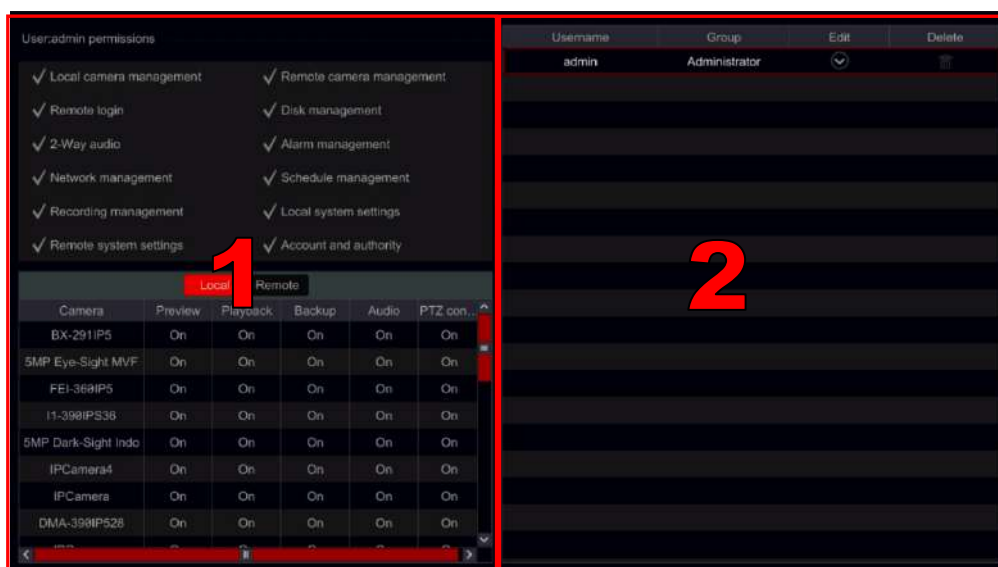 User:admin permissions
Local camera management Remote camera management
Remote login Disk management
2-Way audio Alarm management
Network management Schedule management
Recording management Local system settings
Remote system settings Account and authority
1
Local Remote
Camera Preview Playback Backup Audio PTZ con...
BX-291IP5 On On On On On
5MP Eye-Sight MVF On On On On On
FEI-360IP5 On On On On On
I1-390IPS36 On On On On On
5MP Dark-Sight Indo On On On On On
IPCamera4 On On On On On
IPCamera On On On On On
DMA-390IP528 On On On On On
Username Group Edit Delete
admin Administrator
2